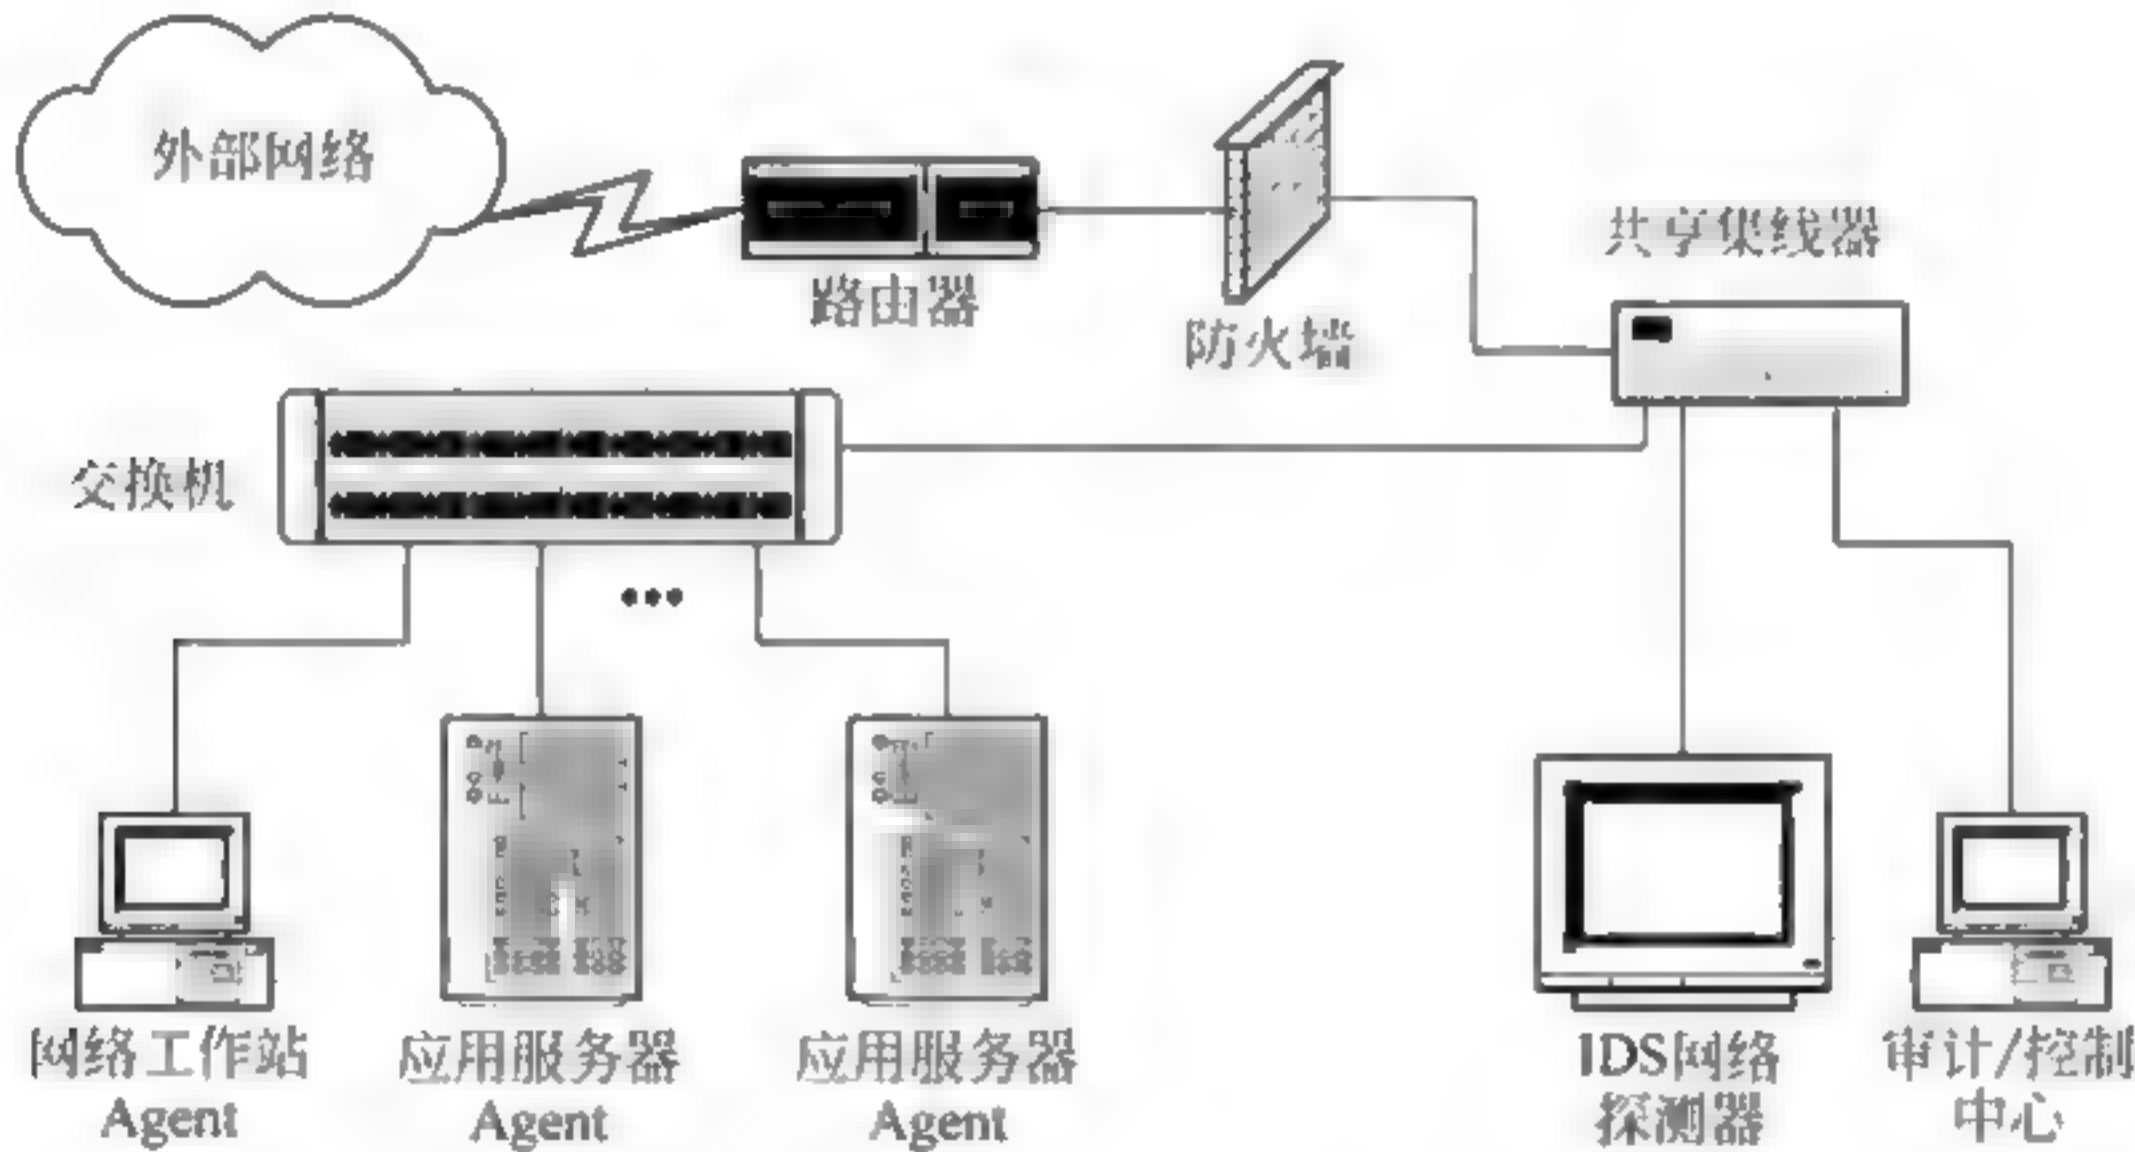 外部网络
路由器
防火墙
共享集线器
交换机
网络工作站
Agent
应用服务器
Agent
应用服务器
Agent
IDS网络
探测器
审计/控制
中心